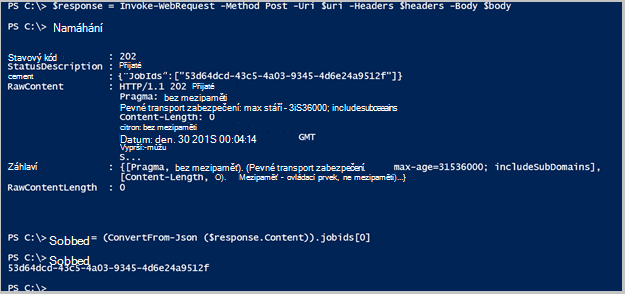 PS C:\> $response = Invoke-WebRequest -Method Post -Uri $uri -Headers $headers -Body $body
PS C:\> Namáhání
Stavový kód : 202
StatusDescription : Přijaté
cement : {"JobIds":["53d64dcd-43c5-4a03-9345-4d6e24a9512f"]}
RawContent : HTTP/1.1 202 Přijaté
Pragma: bez mezipaměti
Pevné transport zabezpečení: max stáří - 3iS36000;
Content-Length: 0
citron: bez mezipaměti
Datum: den. 30 201S 00:04:14 GMT
Vyprší:-můžu
S...
Záhlaví : {[Pragma, bez mezipaměť). (Pevné transport zabezpečení max-age=31536000; includeSubDomains],
[Content-Length, O). Mezipaměť - ovládací prvek, ne mezipaměti)...}
RawContentLength : 0
PS C:\> Sobbed = (ConvertFrom-Json ($response.Content)).jobids[0]
PS C:\> Sobbed
53d64dcd-43c5-4a03-9345-4d6e24a9512f
PS C:\>